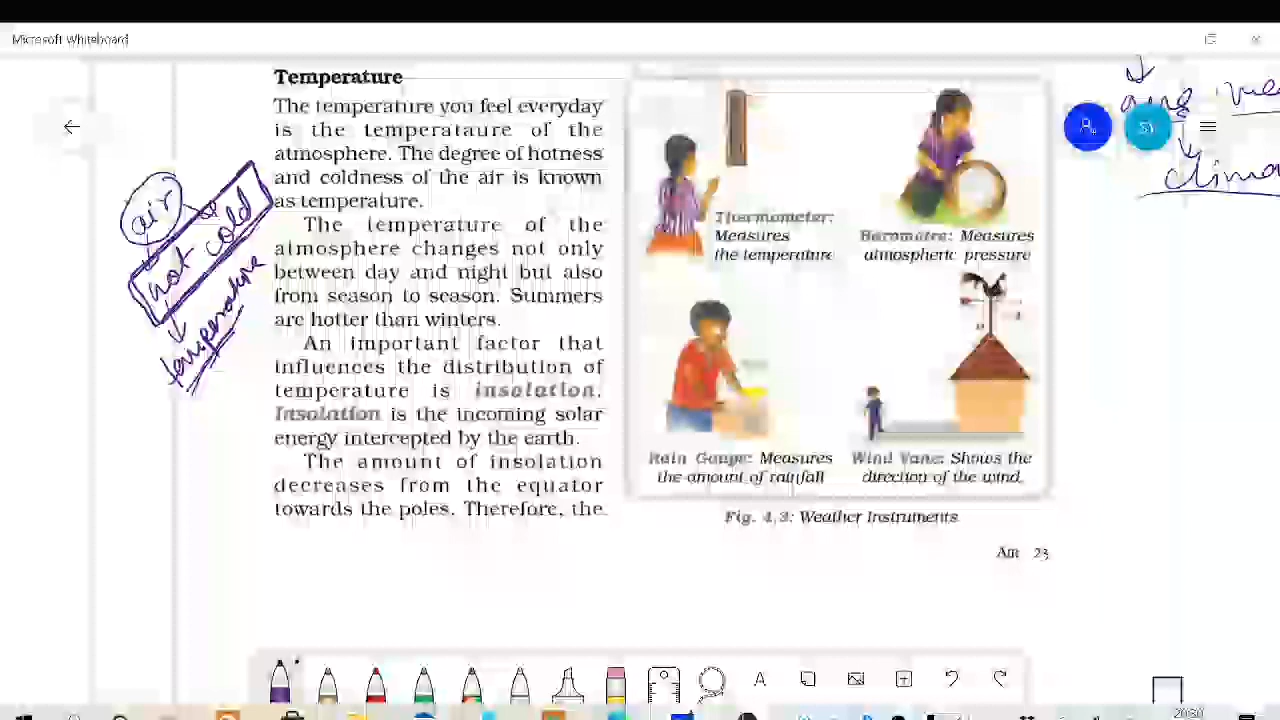 Microsoft Whiteboard
Temperature
The temperature you feel everyday
is the temperataure of the
atmosphere. The degree of hotness
and coldness of the air is known
as temperature.
The temperature of the
atmosphere changes not only
between day and night but also
from season to season. Summers
are hotter than winters.
An important factor that
influences the distribution of
temperature is insolation.
Insolation is the incoming solar
energy intercepted by the earth.
The amount of insolation
decreases from the equator
towards the poles. Therefore, the
air
hot cold
temperature
Thermometer:
Measures
the temperature
Barometre: Measures
atmospheric pressure
Rain Gauge: Measures
the amount of rainfall
Wind Vane: Shows the
direction of the wind.
Fig. 4.3: Weather Instruments
Air 23